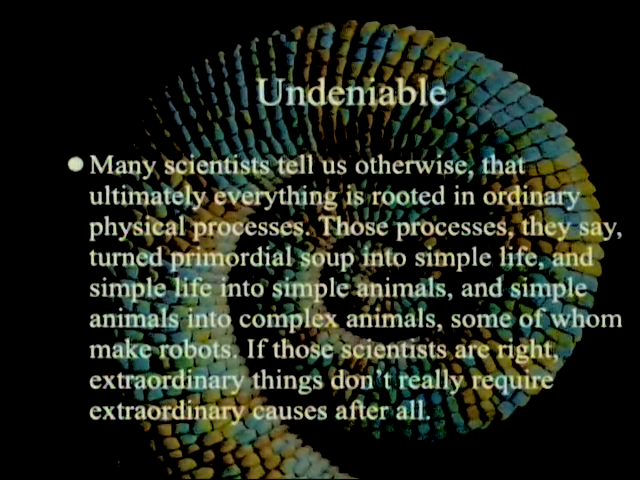 Undeniable
Many scientists tell us otherwise, that
ultimately everything is rooted in ordinary
physical processes. Those processes, they say,
turned primordial soup into simple life, and
simple life into simple animals, and simple
animals into complex animals, some of whom
make robots. If those scientists are right,
extraordinary things don't really require
extraordinary causes after all.